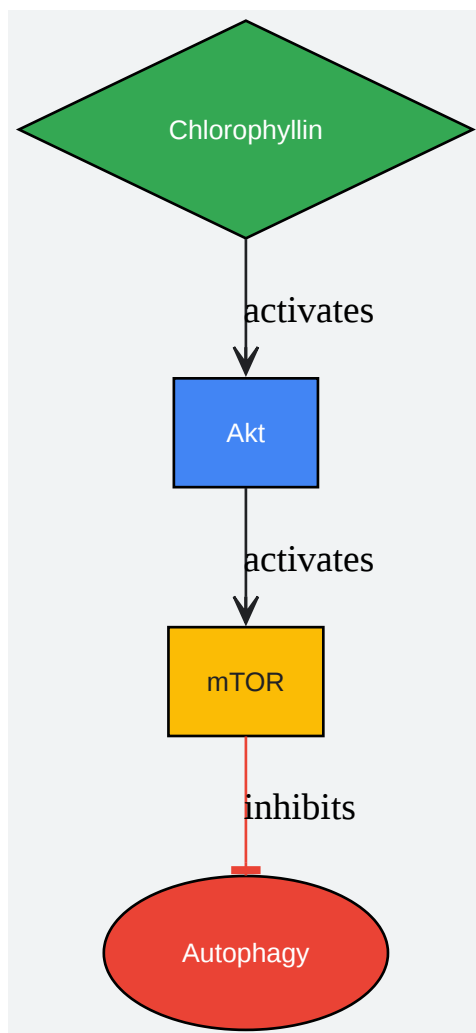 Chlorophyllin
activates
Akt
activates
mTOR
inhibits
Autophagy